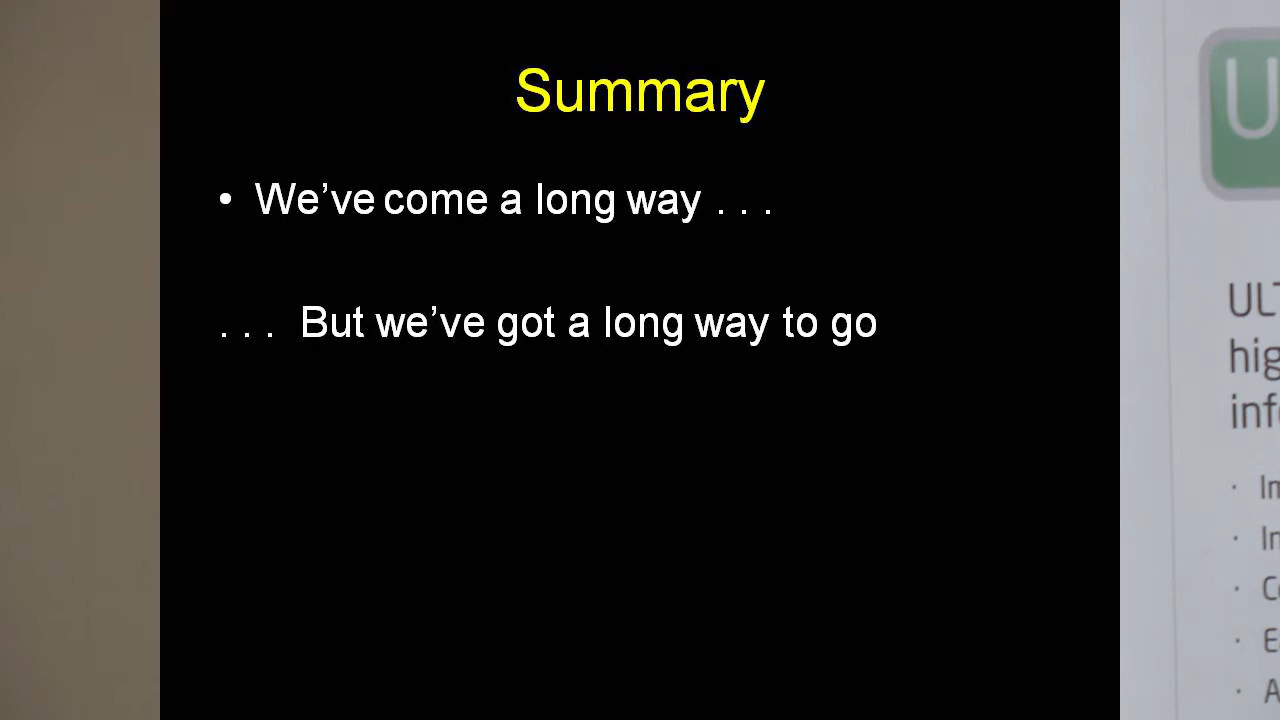 Summary
• We’ve come a long way . . .
. . . But we’ve got a long way to go
U